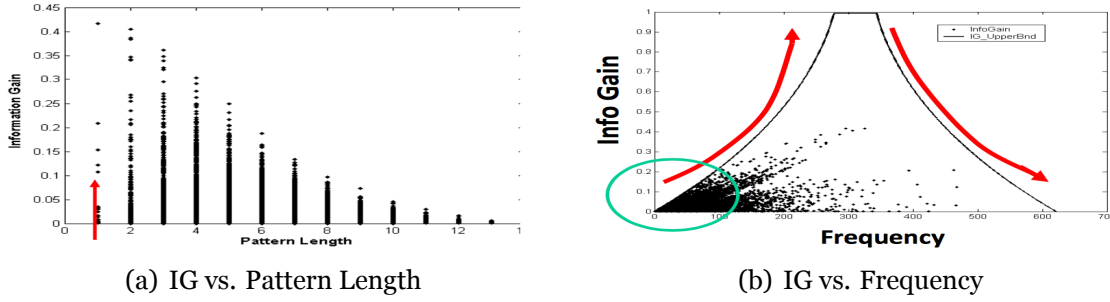 0.45
0.4
0.35
0.3
0.25
0.2
0.15
0.1
0.05
0
Information Gain
0 2 4 6 8 10 12 1
Pattern Length
(a) IG vs. Pattern Length
1
0.9
0.8
0.7
0.6
0.5
0.4
0.3
0.2
0.1
0
Info Gain
InfoGain
IG_UpperBnd
0 100 200 300 400 500 600 70
Frequency
(b) IG vs. Frequency